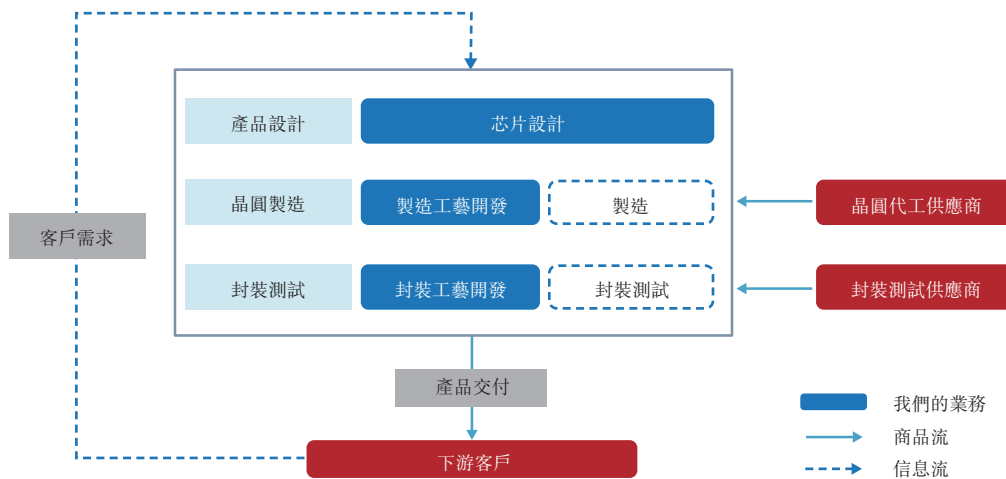 產品設計
芯片設計
晶圓製造
製造工藝開發
製造
晶圓代工供應商
客戶需求
封裝測試
封裝工藝開發
封裝測試
封裝測試供應商
產品交付
我們的業務
商品流
下游客戶
信息流